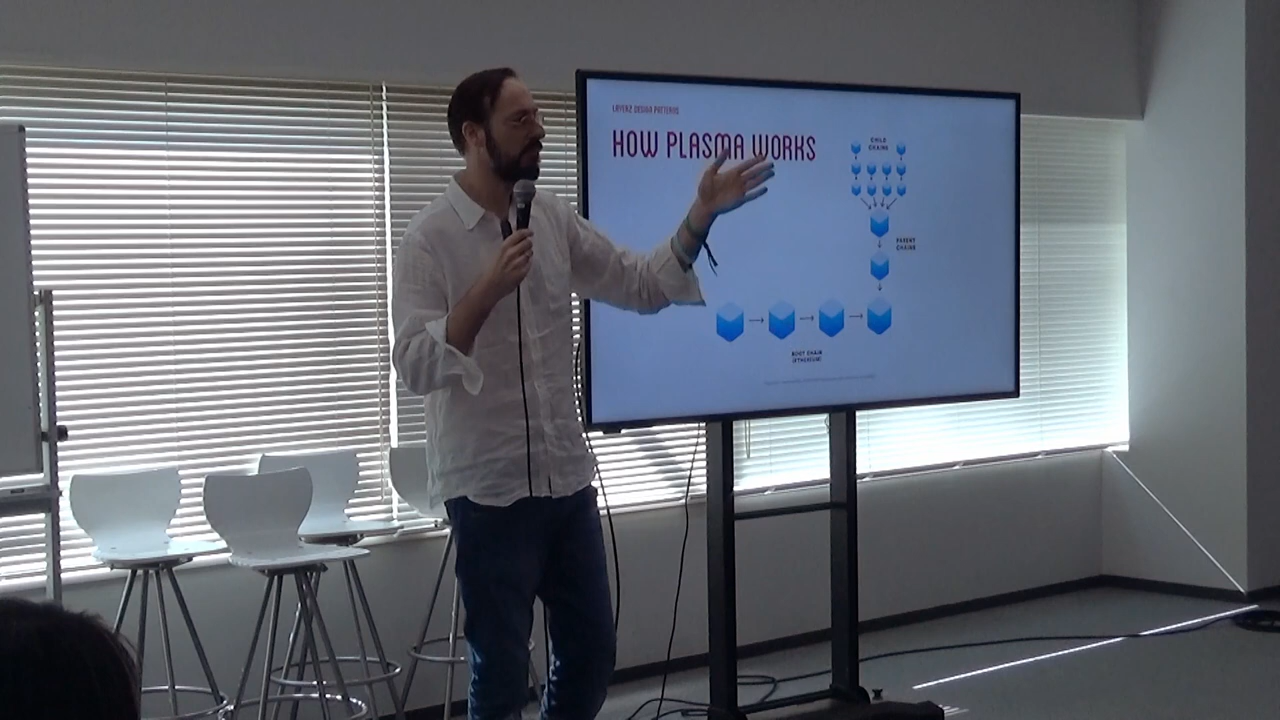 LAYER2 DESIGN PATTERNS
HOW PLASMA WORKS
CHILD
CHAINS
PARENT
CHAINS
ROOT CHAIN
(ETHEREUM)